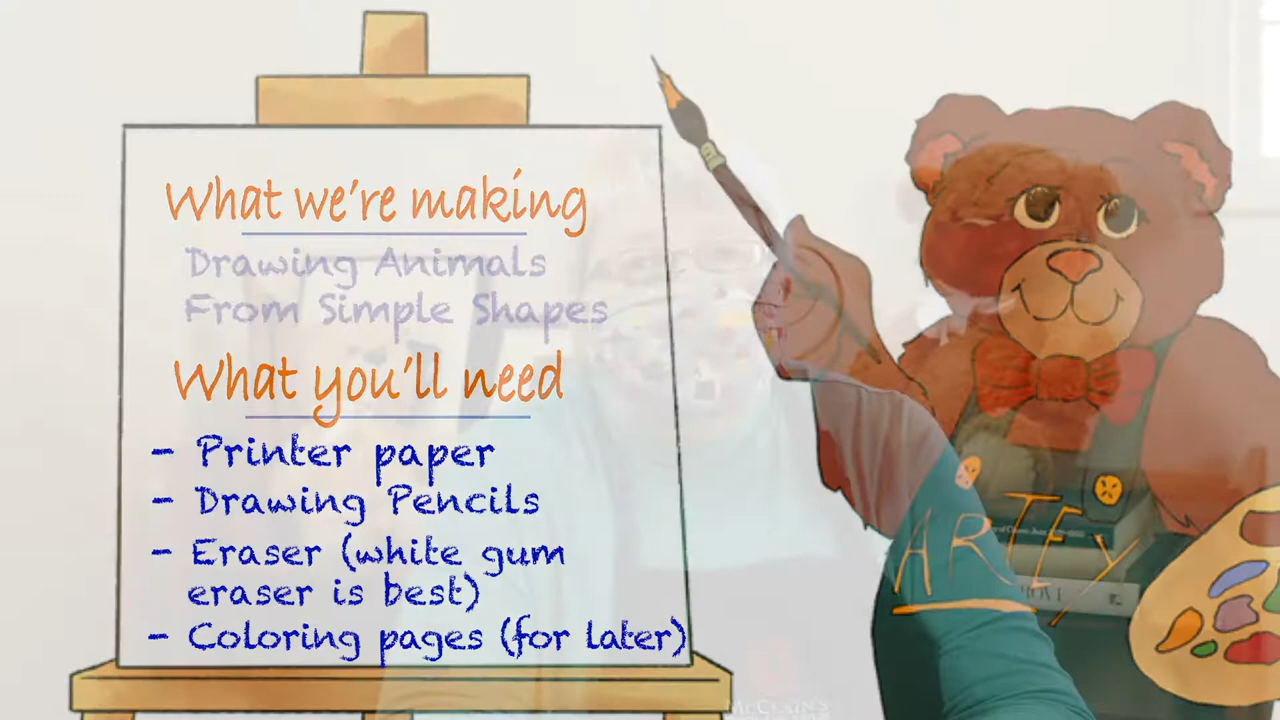 What we're making
Drawing Animals
From Simple Shapes
What you'll need
- Printer paper
- Drawing Pencils
- Eraser (white gum
eraser is best)
- Coloring pages (for later)
ARTEY
McCLAIN'S